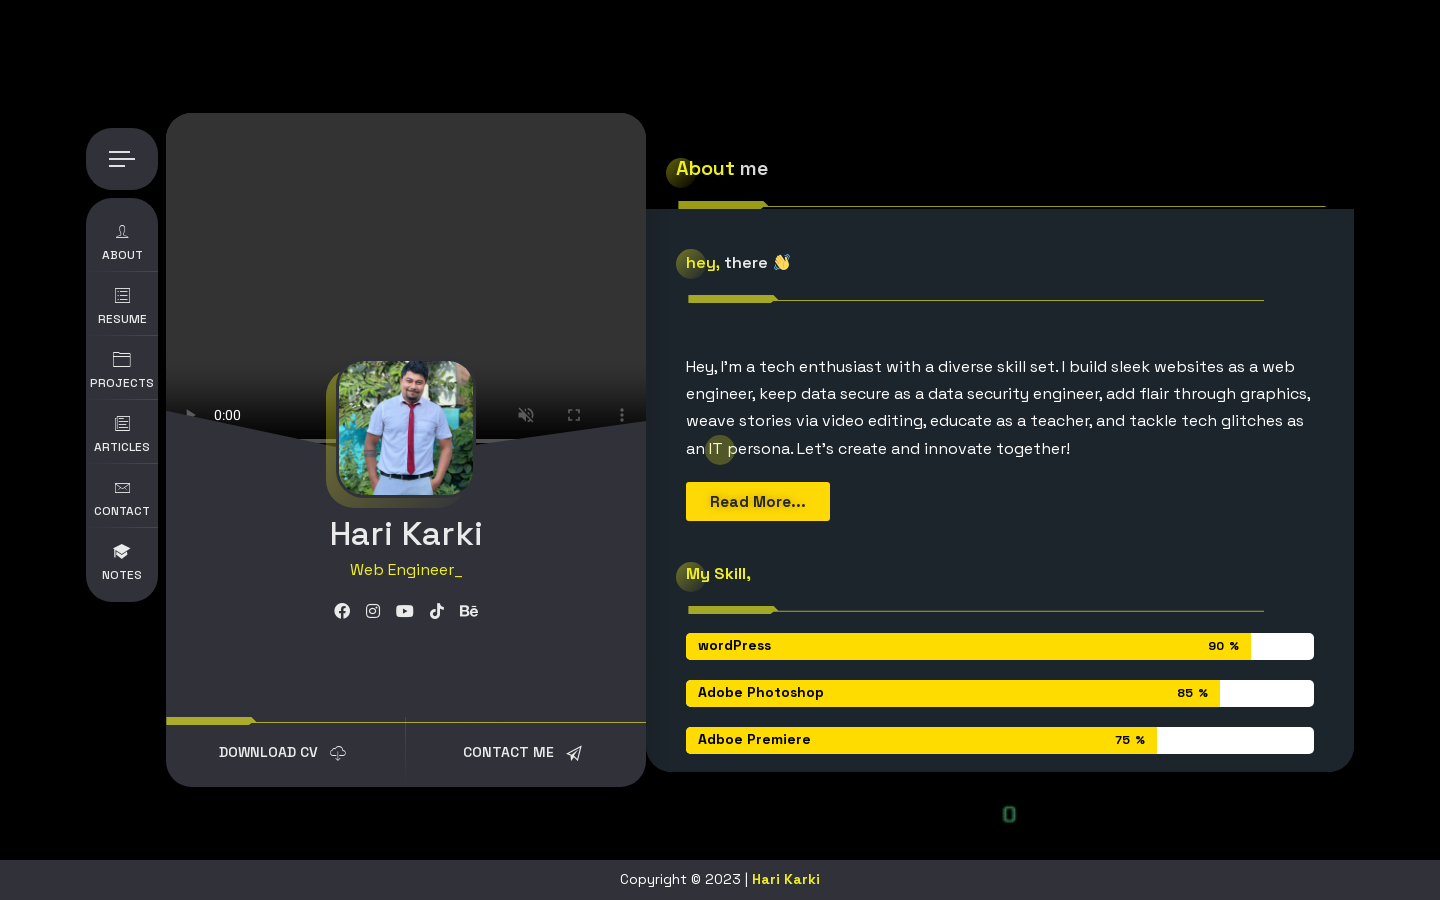 About me
ABOUT
RESUME
PROJECTS
ARTICLES
CONTACT
NOTES
0:00
Hari Karki
Web Engineer_
Bē
DOWNLOAD CV
CONTACT ME
hey, there 👋
Hey, I'm a tech enthusiast with a diverse skill set. I build sleek websites as a web
engineer, keep data secure as a data security engineer, add flair through graphics,
weave stories via video editing, educate as a teacher, and tackle tech glitches as
an IT persona. Let's create and innovate together!
Read More...
My Skill,
wordPress 90 %
Adobe Photoshop 85 %
Adboe Premiere 75 %
0
Copyright © 2023 | Hari Karki